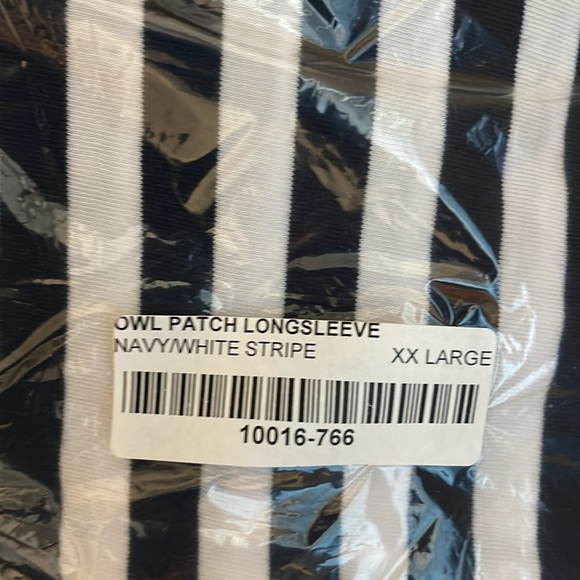 OWL PATCH LONGSLEEVE
NAVY/WHITE STRIPE XX LARGE
10016-766